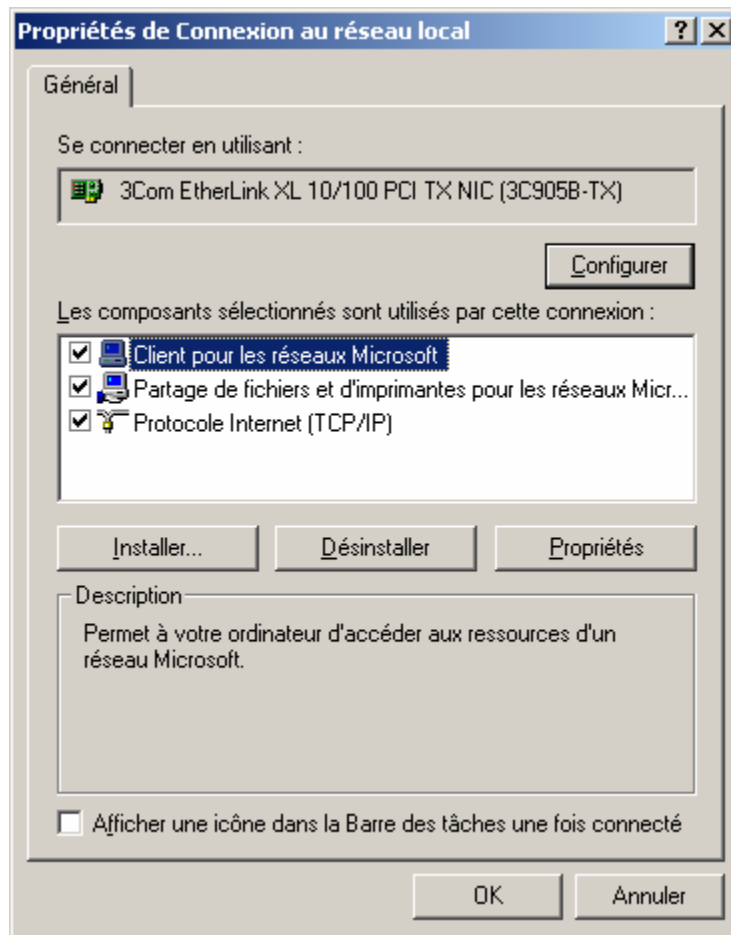 Propriétés de Connexion au réseau local
Général
Se connecter en utilisant :
3Com EtherLink XL 10/100 PCI TX NIC (3C905B-TX)
Configurer
Les composants sélectionnés sont utilisés par cette connexion :
Client pour les réseaux Microsoft
Partage de fichiers et d'imprimantes pour les réseaux Micr...
Protocole Internet (TCP/IP)
Installer... Désinstaller Propriétés
Description
Permet à votre ordinateur d'accéder aux ressources d'un
réseau Microsoft.
Afficher une icône dans la Barre des tâches une fois connecté
OK Annuler